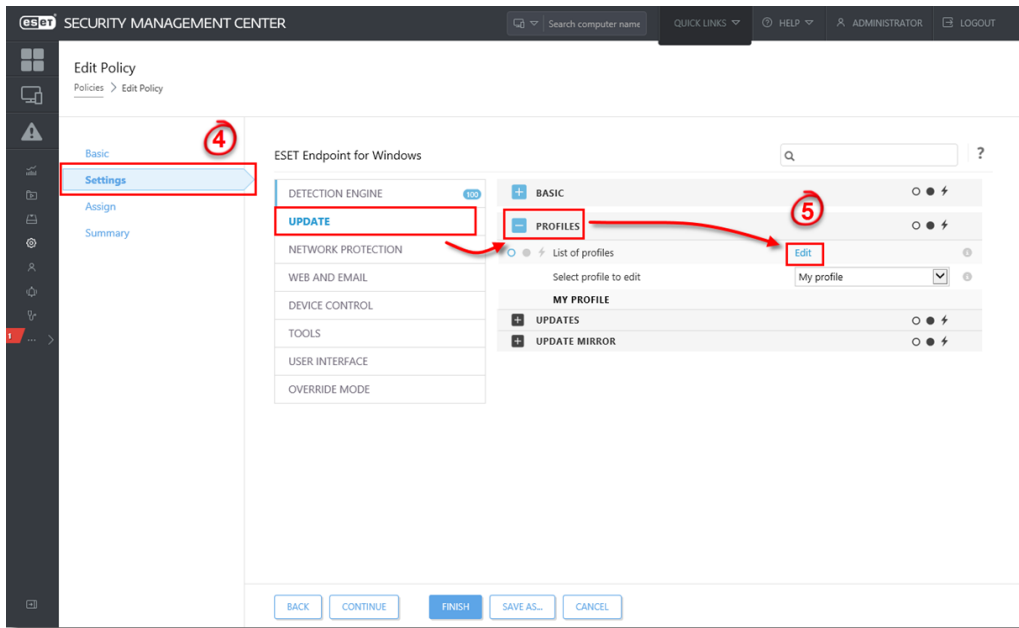 eset SECURITY MANAGEMENT CENTER
Search computer name
QUICK LINKS
HELP
ADMINISTRATOR
LOGOUT
Edit Policy
Policies > Edit Policy
4
Basic
Settings
Assign
Summary
ESET Endpoint for Windows
?
DETECTION ENGINE 100
UPDATE
NETWORK PROTECTION
WEB AND EMAIL
DEVICE CONTROL
TOOLS
USER INTERFACE
OVERRIDE MODE
BASIC
5
PROFILES
List of profiles Edit
Select profile to edit My profile
MY PROFILE
UPDATES
UPDATE MIRROR
1
BACK
CONTINUE
FINISH
SAVE AS...
CANCEL